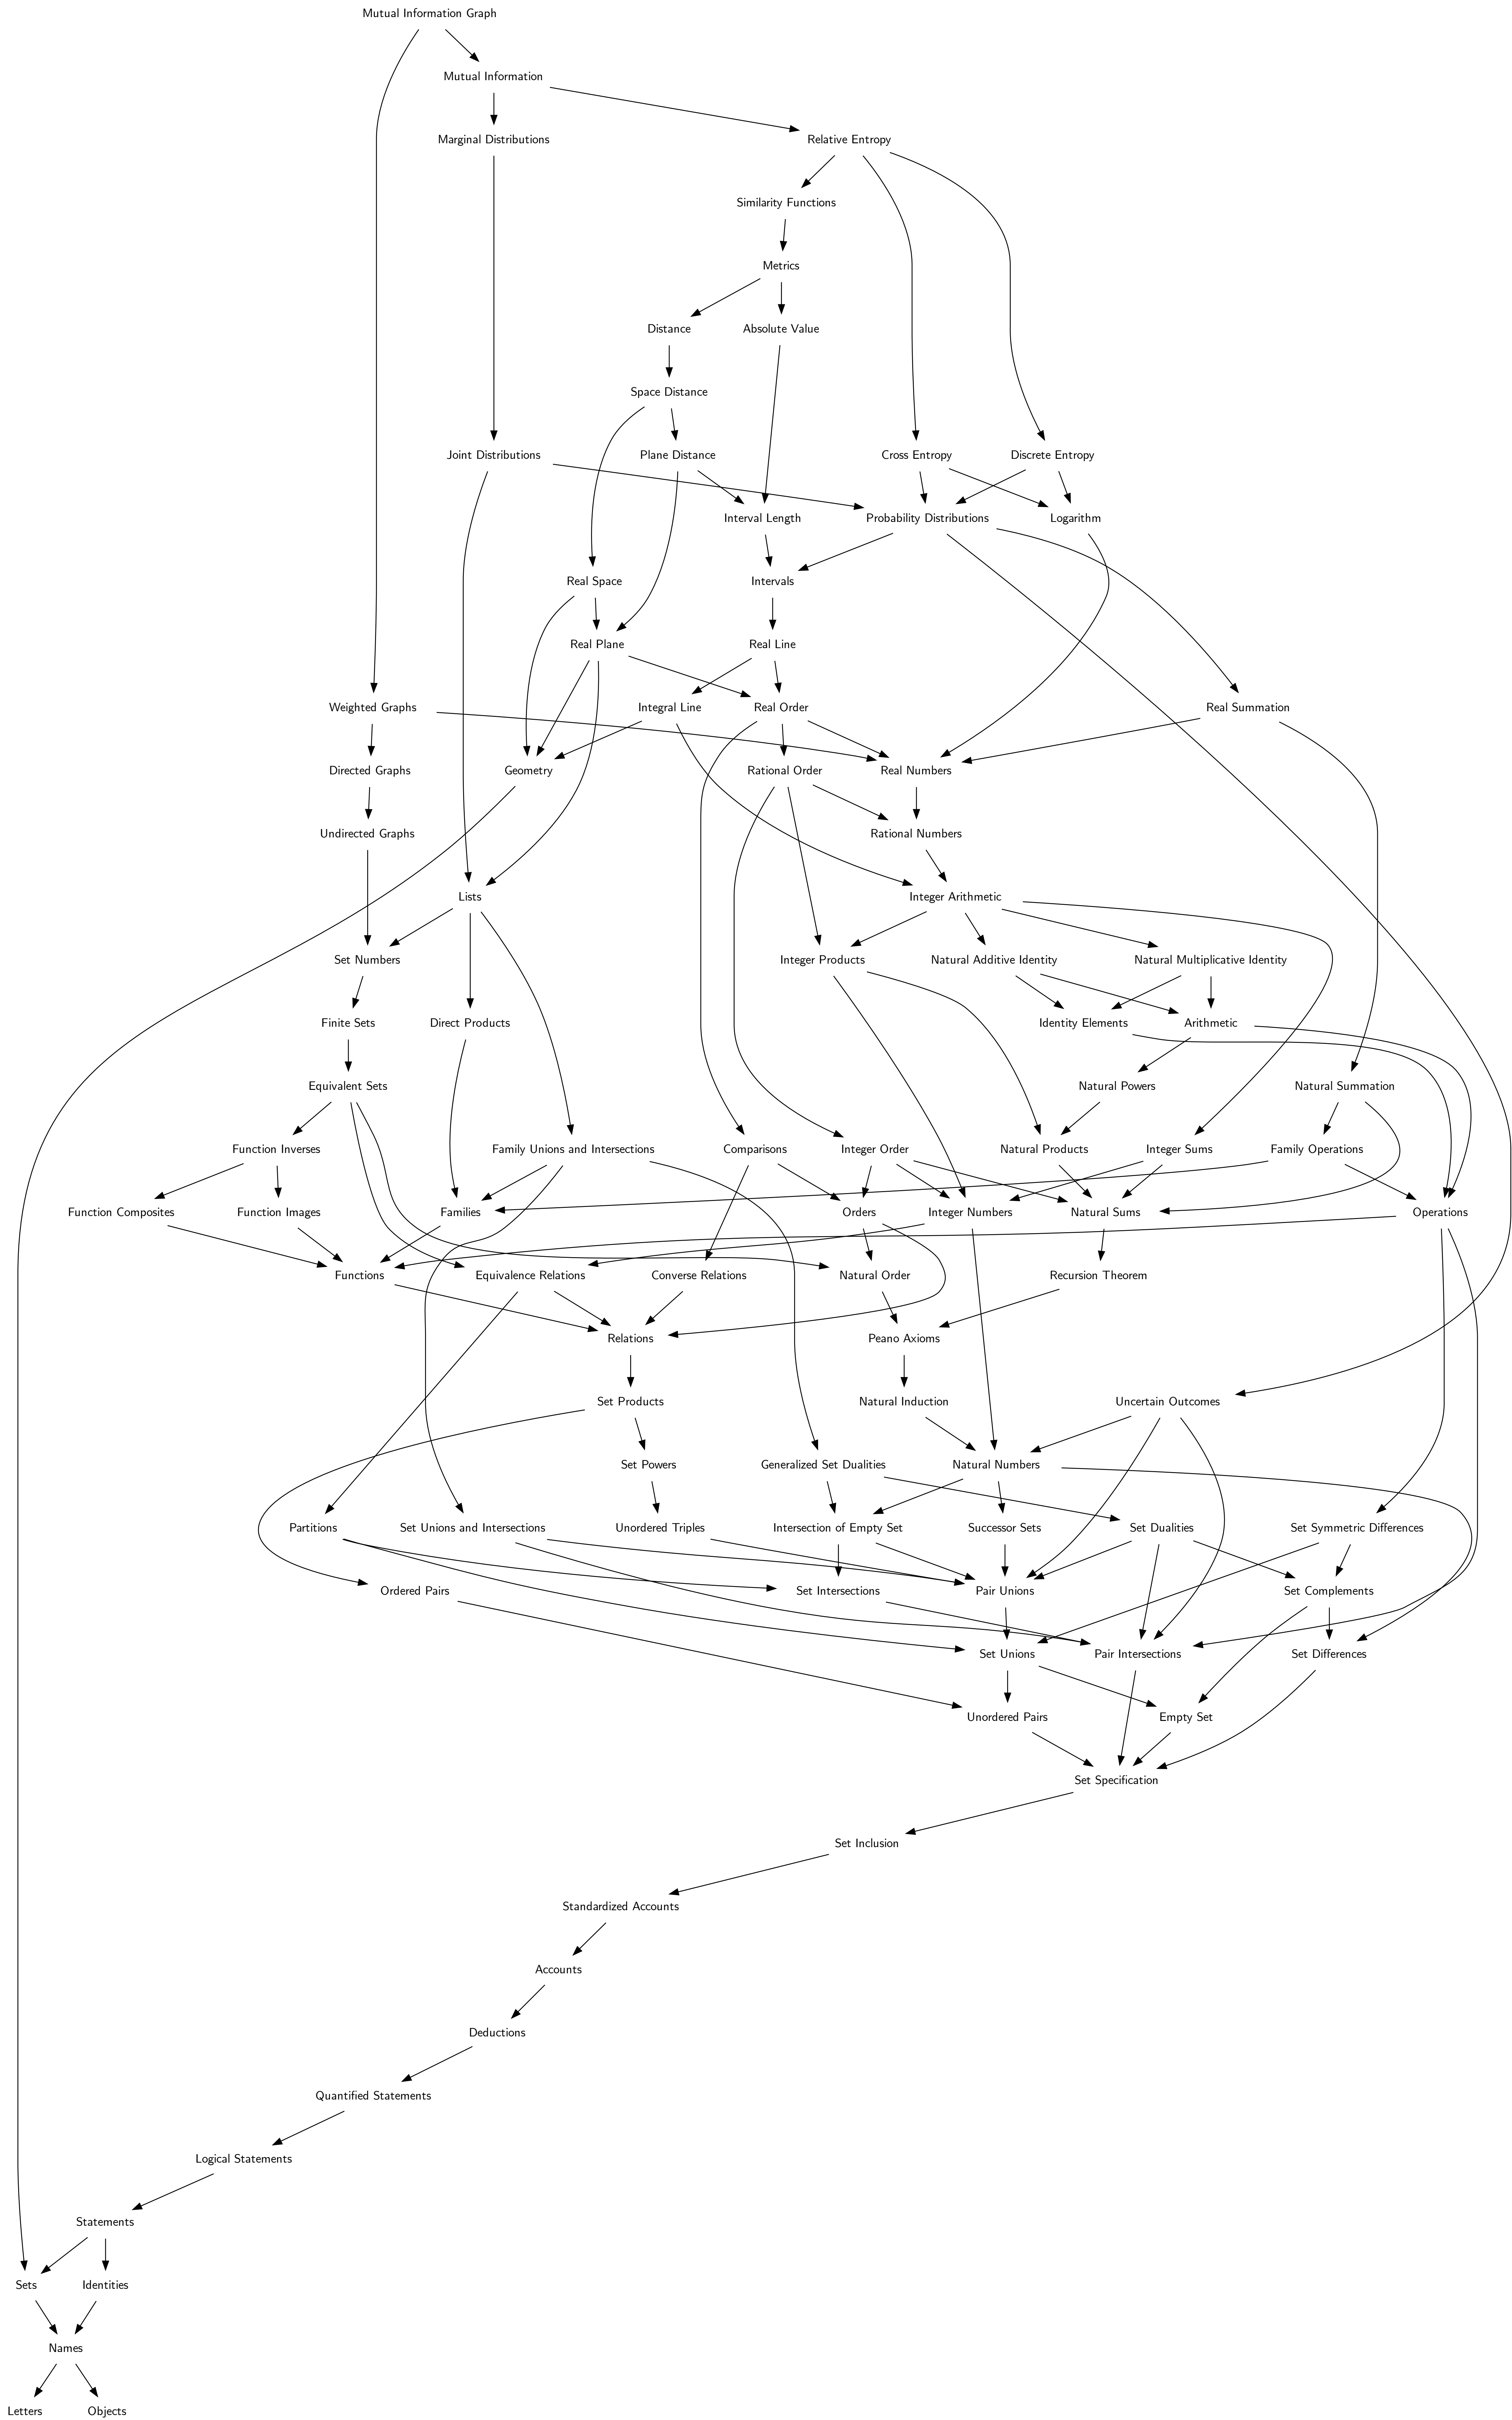 Mutual Information Graph
Mutual Information
Marginal Distributions
Relative Entropy
Similarity Functions
Metrics
Distance
Absolute Value
Space Distance
Joint Distributions
Plane Distance
Cross Entropy
Discrete Entropy
Interval Length
Probability Distributions
Logarithm
Real Space
Intervals
Real Plane
Real Line
Weighted Graphs
Integral Line
Real Order
Real Summation
Directed Graphs
Geometry
Rational Order
Real Numbers
Undirected Graphs
Rational Numbers
Lists
Integer Arithmetic
Set Numbers
Integer Products
Natural Additive Identity
Natural Multiplicative Identity
Finite Sets
Direct Products
Identity Elements
Arithmetic
Equivalent Sets
Natural Powers
Natural Summation
Function Inverses
Family Unions and Intersections
Comparisons
Integer Order
Natural Products
Integer Sums
Family Operations
Function Composites
Function Images
Families
Orders
Integer Numbers
Natural Sums
Operations
Functions
Equivalence Relations
Converse Relations
Natural Order
Recursion Theorem
Relations
Peano Axioms
Set Products
Natural Induction
Uncertain Outcomes
Set Powers
Generalized Set Dualities
Natural Numbers
Partitions
Set Unions and Intersections
Unordered Triples
Intersection of Empty Set
Successor Sets
Set Dualities
Set Symmetric Differences
Ordered Pairs
Set Intersections
Pair Unions
Set Complements
Set Unions
Pair Intersections
Set Differences
Unordered Pairs
Empty Set
Set Specification
Set Inclusion
Standardized Accounts
Accounts
Deductions
Quantified Statements
Logical Statements
Statements
Sets
Identities
Names
Letters
Objects